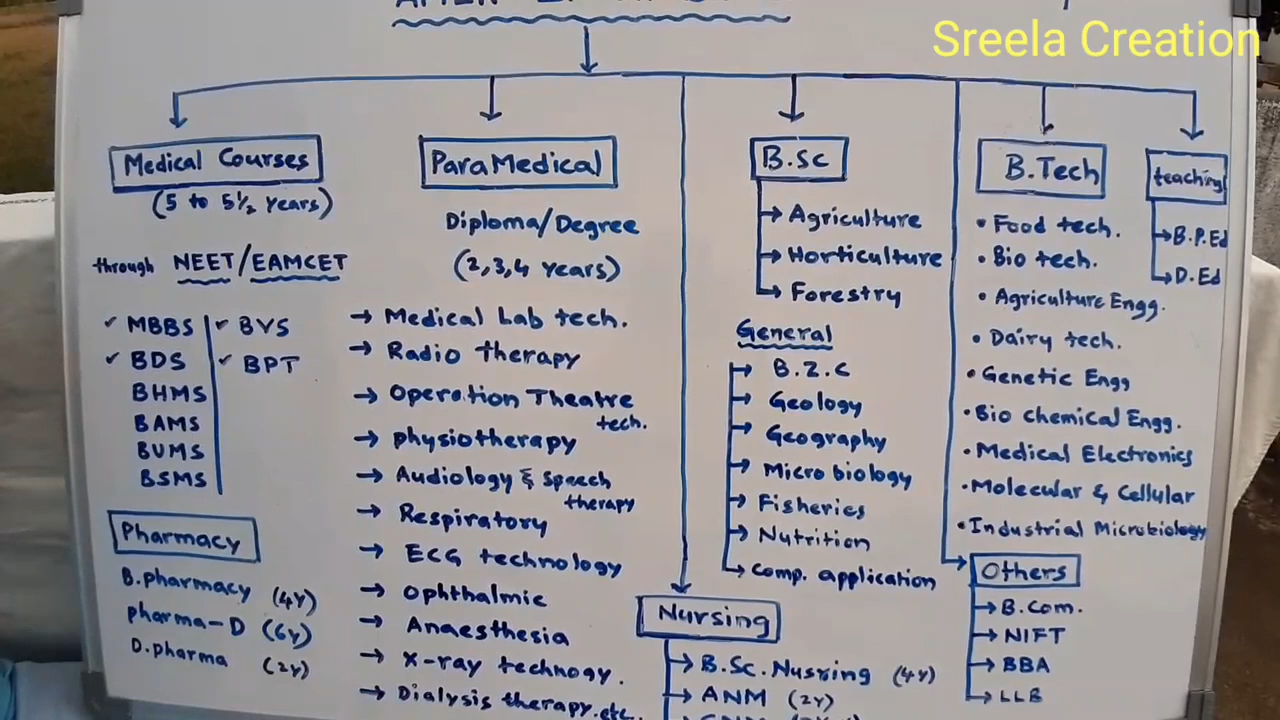 Sreela Creation
Medical Courses
(5 to 5½ years)
through NEET/EAMCET
✓ MBBS
✓ BDS
BHMS
BAMS
BUMS
BSMS
✓ BVS
✓ BPT
Pharmacy
B.pharmacy (4Y)
pharma-D (6Y)
D.pharma (2Y)
ParaMedical
Diploma/Degree
(2,3,4 years)
→ Medical Lab tech.
→ Radio therapy
→ Operation Theatre
tech.
→ physiotherapy
→ Audiology & Speech
therapy
→ Respiratory
→ ECG technology
→ Ophthalmic
→ Anaesthesia
→ X-ray technogy.
→ Dialysis therapy.etc.
Nursing
→ B.Sc.Nusring (4Y)
→ ANM (2Y)
B.Sc
→ Agriculture
→ Horticulture
→ Forestry
General
→ B.Z.C
→ Geology
→ Geography
→ Micro biology
→ Fisheries
→ Nutrition
→ Comp. application
B.Tech
• Food tech.
• Bio tech.
• Agriculture Engg.
• Dairy tech.
• Genetic Engg
• Bio chemical Engg.
• Medical Electronics
• Molecular & Cellular
• Industrial Microbiology
Others
→ B.Com.
→ NIFT
→ BBA
→ LLB
teaching
→ B.P.Ed
→ D.Ed